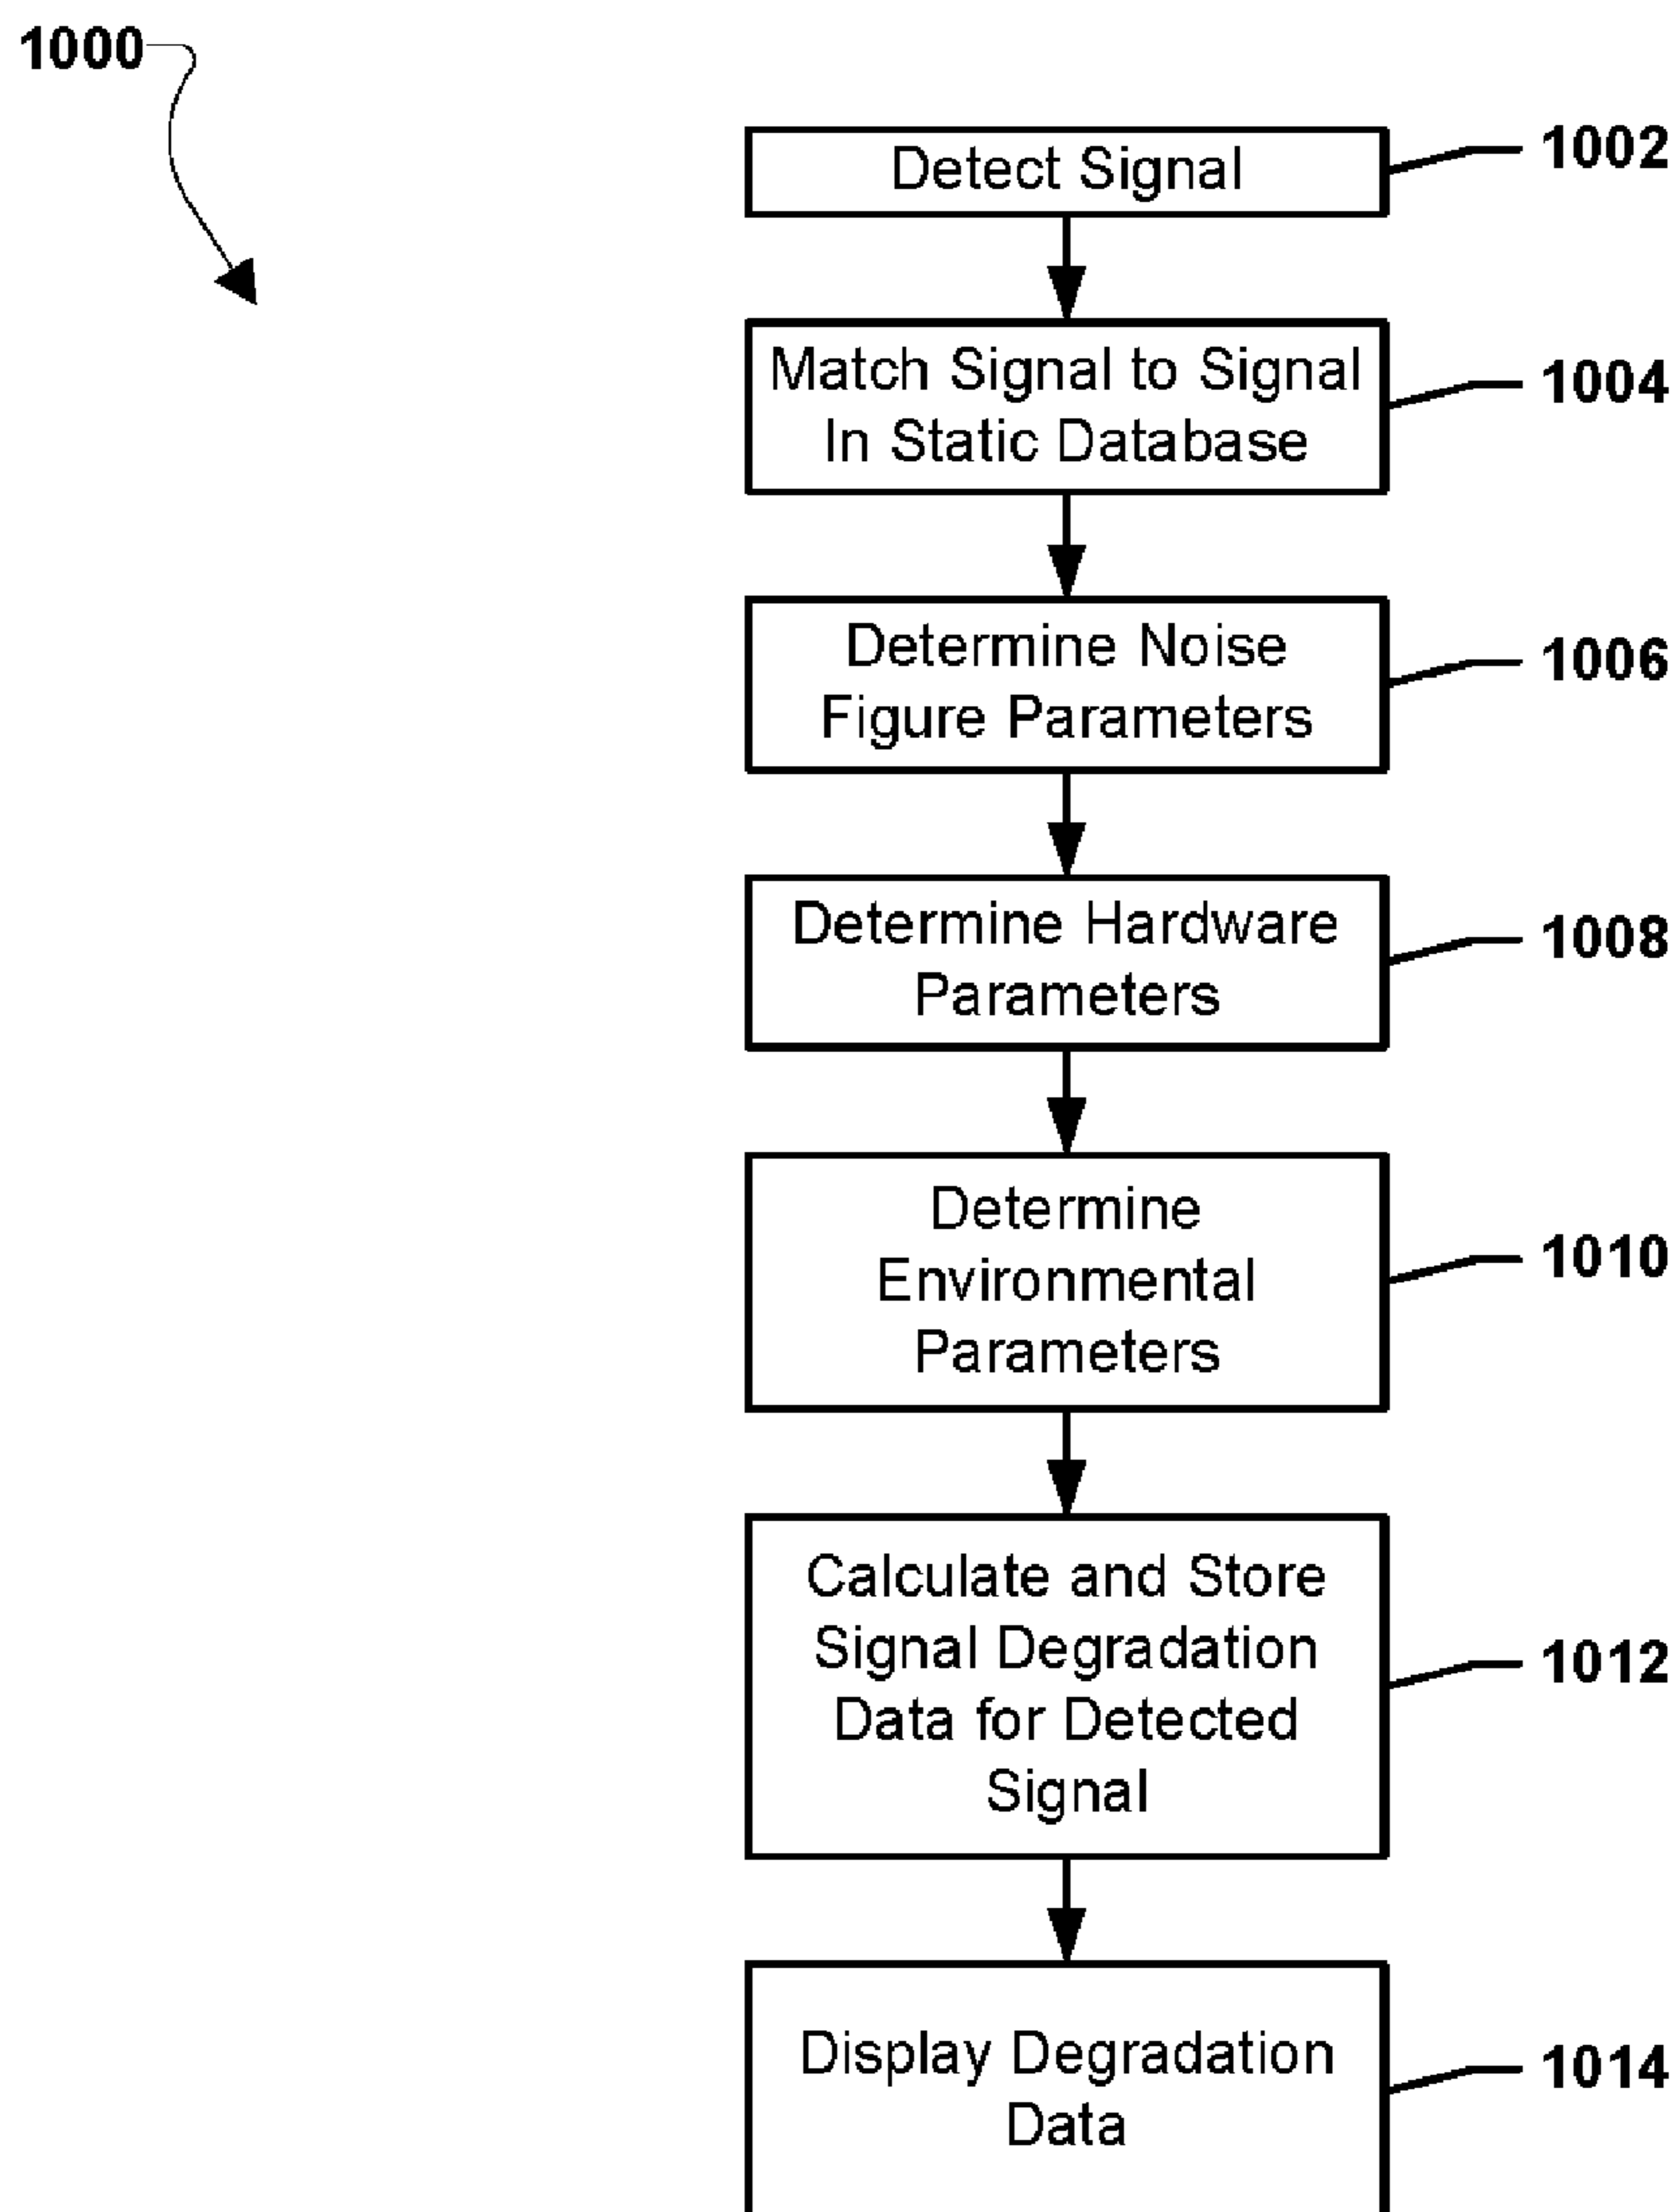 1000
Detect Signal
1002
Match Signal to Signal
In Static Database
1004
Determine Noise
Figure Parameters
1006
Determine Hardware
Parameters
1008
Determine
Environmental
Parameters
1010
Calculate and Store
Signal Degradation
Data for Detected
Signal
1012
Display Degradation
Data
1014